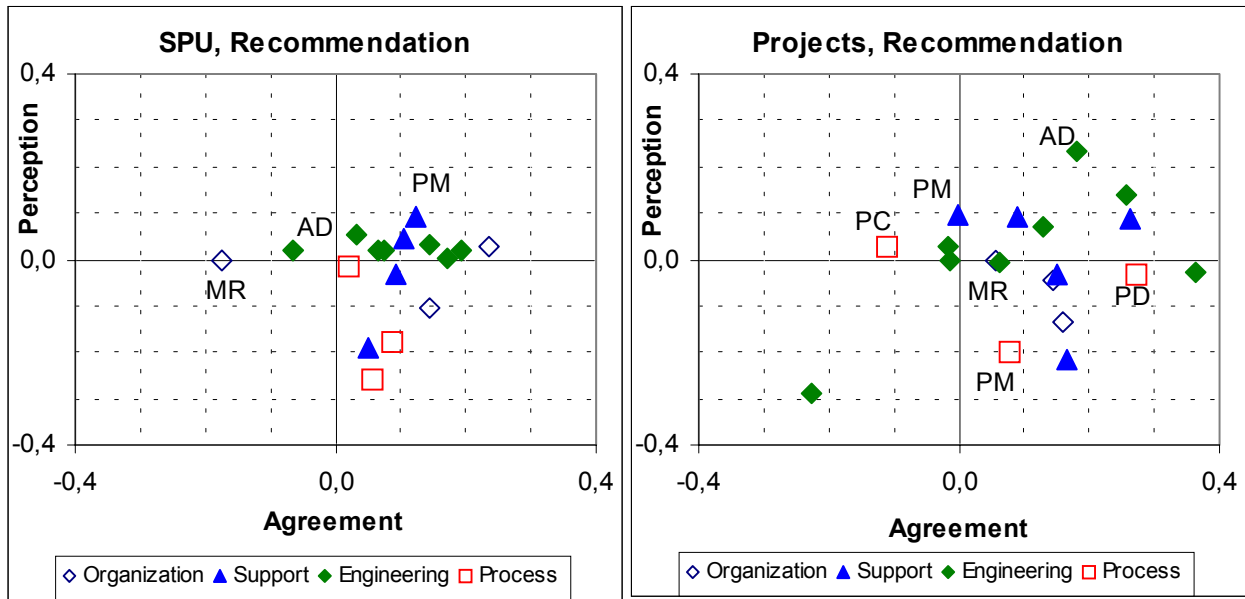 SPU, Recommendation
0,4
Perception
PM
AD
0,0
MR
-0,4
-0,4
0,0
0,4
Agreement
Organization Support Engineering Process
Projects, Recommendation
0,4
Perception
AD
PM
PC
0,0
MR
PD
PM
-0,4
-0,4
0,0
0,4
Agreement
Organization Support Engineering Process